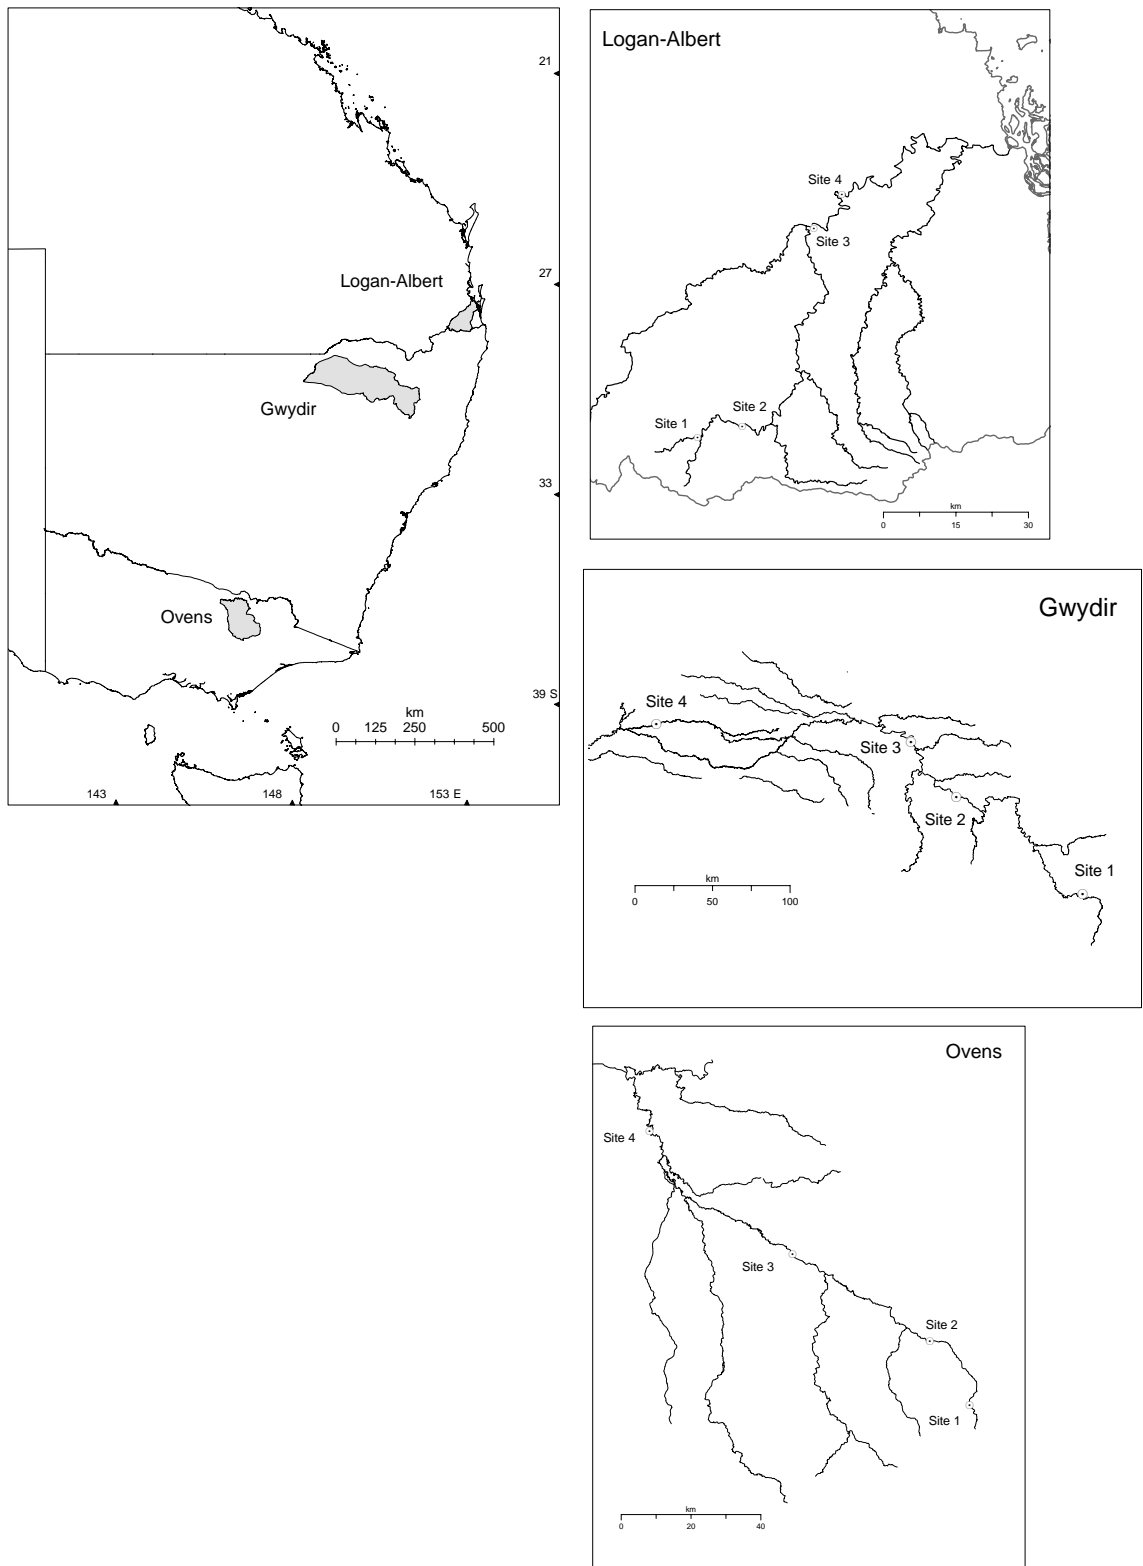 21
Logan-Albert
27
Gwydir
33
Ovens
39 S
km
0 125 250 500
143 148 153 E
Logan-Albert
Site 4
Site 3
Site 2
Site 1
km
0 15 30
Gwydir
Site 4
Site 3
Site 2
Site 1
km
0 50 100
Ovens
Site 4
Site 3
Site 2
Site 1
km
0 20 40